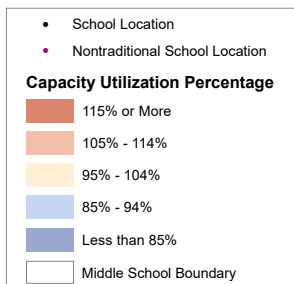 School Location
Nontraditional School Location
Capacity Utilization Percentage
115% or More
105% - 114%
95% - 104%
85% - 94%
Less than 85%
Middle School Boundary